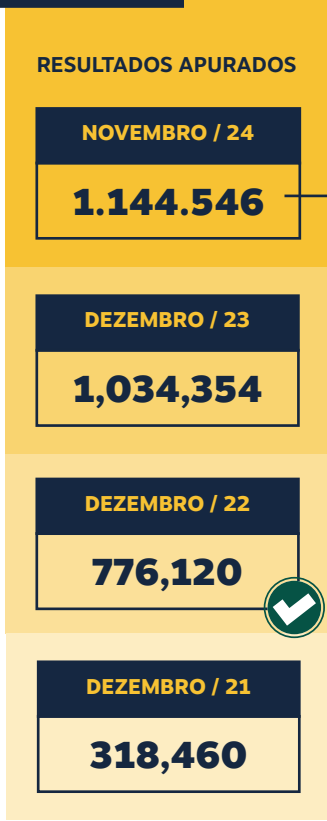 RESULTADOS APURADOS
NOVEMBRO / 24
1.144.546
DEZEMBRO / 23
1,034,354
DEZEMBRO / 22
776,120
DEZEMBRO / 21
318,460